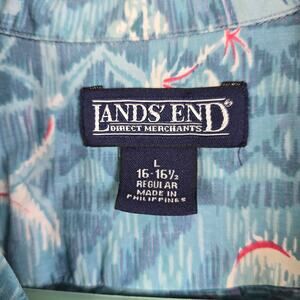 LANDS' END®
DIRECT MERCHANTS
L
16-16½
REGULAR
MADE IN
PHILIPPINES